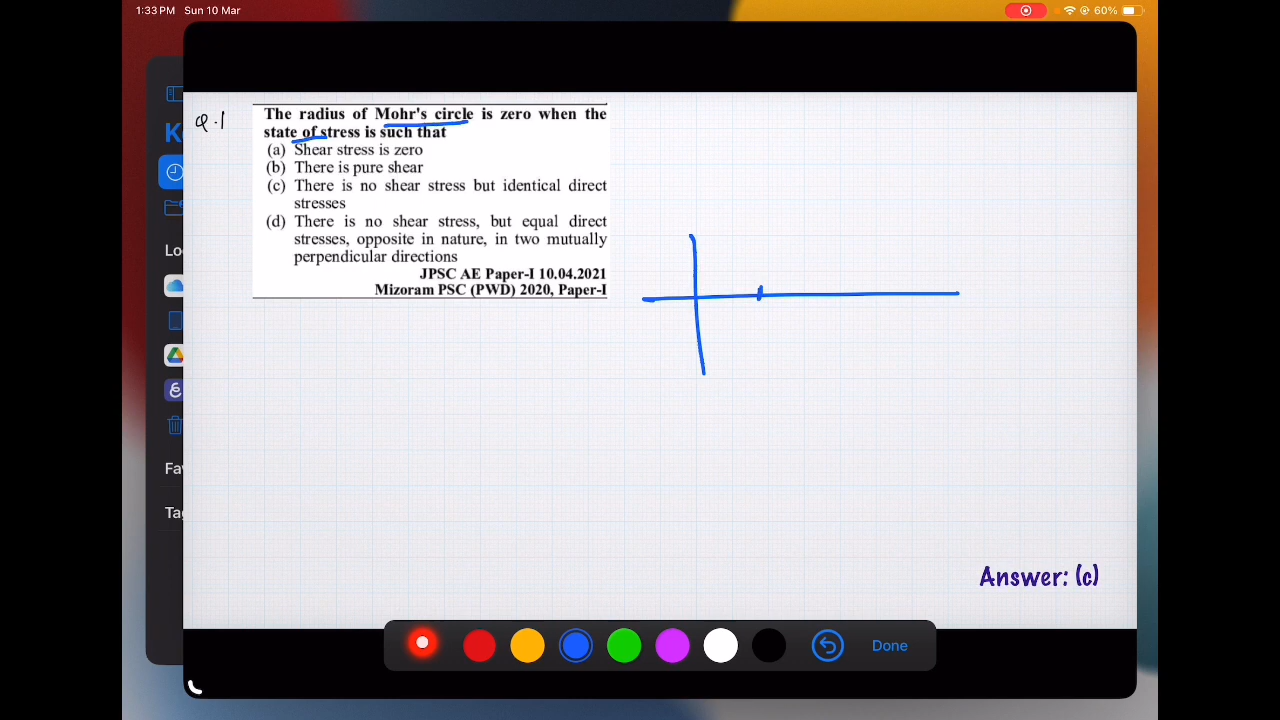 1:33 PM Sun 10 Mar
60%
Q.1
The radius of Mohr's circle is zero when the
state of stress is such that
(a) Shear stress is zero
(b) There is pure shear
(c) There is no shear stress but identical direct
stresses
(d) There is no shear stress, but equal direct
stresses, opposite in nature, in two mutually
perpendicular directions
JPSC AE Paper-I 10.04.2021
Mizoram PSC (PWD) 2020, Paper-I
Lo
Fa
Tag
Answer: (c)
Done